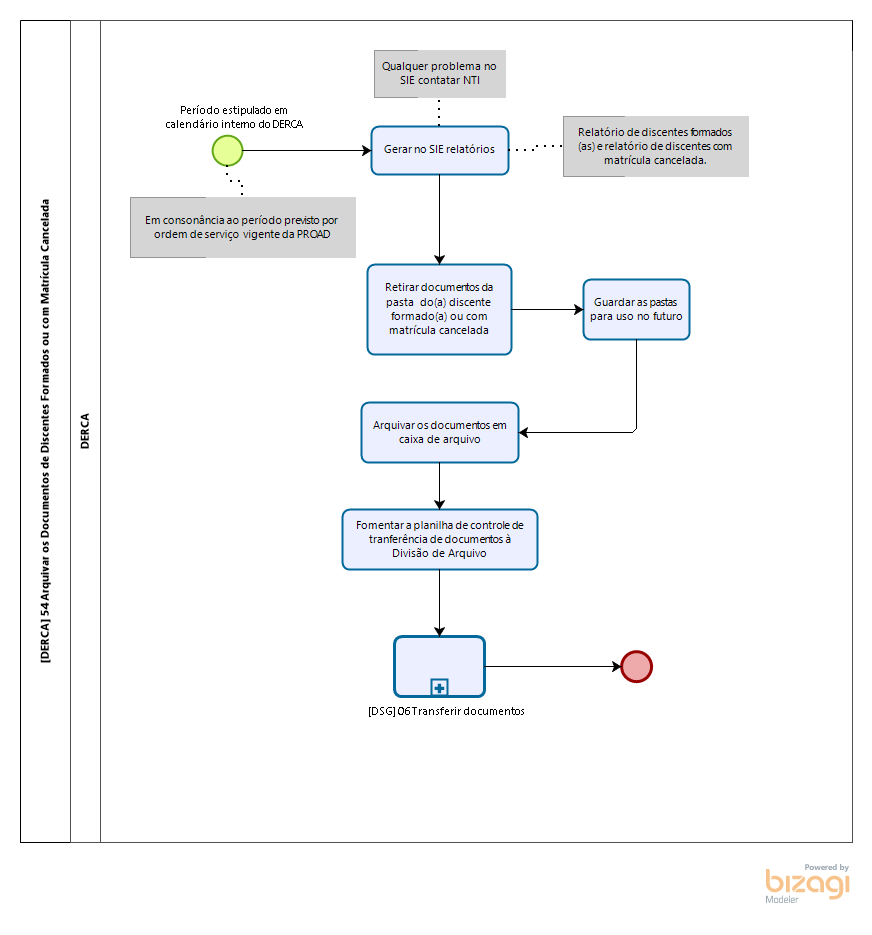 [DERCA] 54 Arquivar os Documentos de Discentes Formados ou com Matrícula Cancelada
DERCA
Qualquer problema no
SIE contatar NTI
Período estipulado em
calendário interno do DERCA
Gerar no SIE relatórios
Relatório de discentes formados
(as) e relatório de discentes com
matrícula cancelada.
Em consonância ao período previsto por
ordem de serviço vigente da PROAD
Retirar documentos da
pasta do(a) discente
formado(a) ou com
matrícula cancelada
Guardar as pastas
para uso no futuro
Arquivar os documentos em
caixa de arquivo
Fomentar a planilha de controle de
tranferência de documentos à
Divisão de Arquivo
[DSG] 06 Transferir documentos
Powered by
bizagi
Modeler